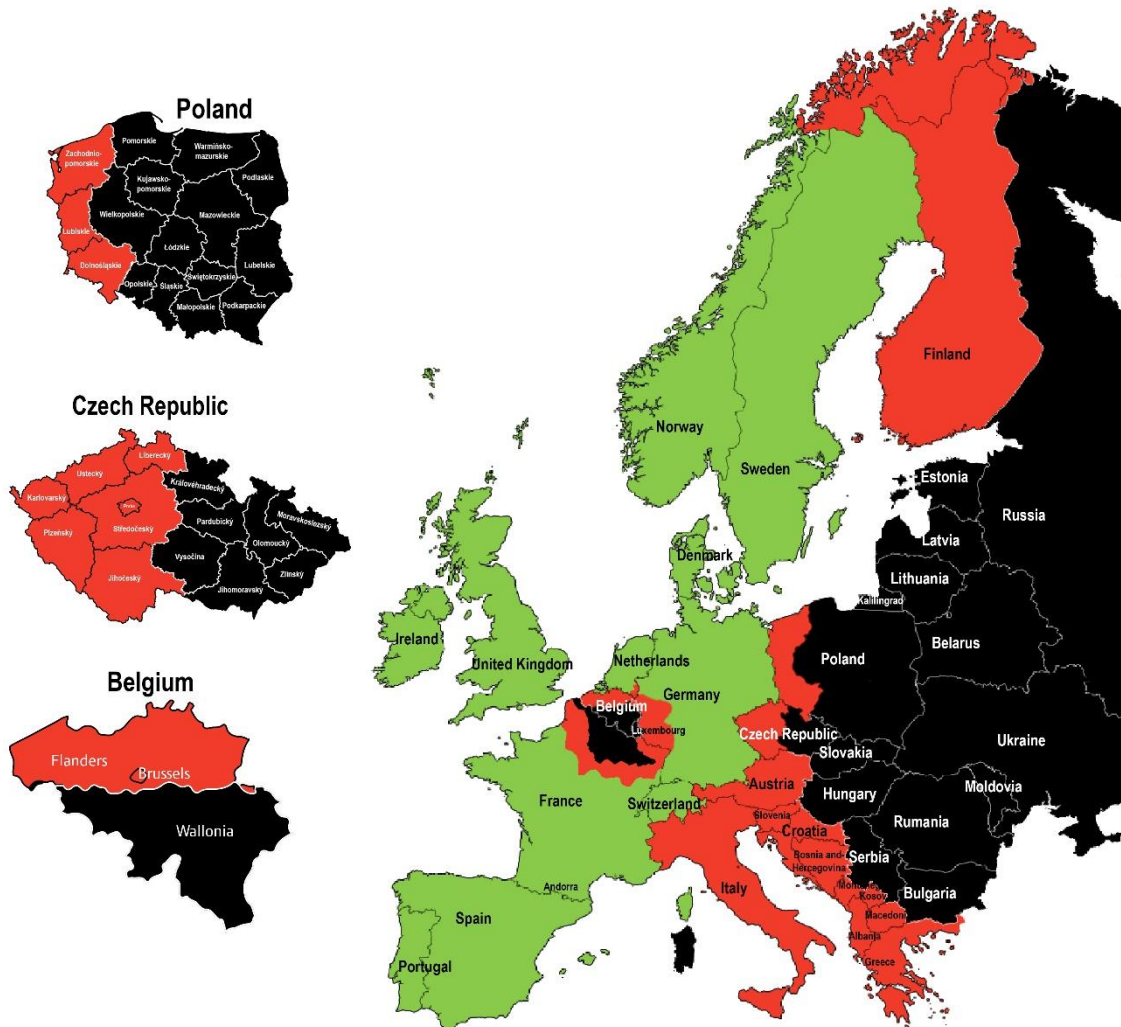 Poland
Zachodnio-
pomorskie
Pomorskie
Warmińsko-
mazurskie
Podlaskie
Kujawsko-
pomorskie
Mazowieckie
Wielkopolskie
Lubuskie
Łódzkie
Dolnośląskie
Lubelskie
Opolskie
Śląskie
Świętokrzyskie
Małopolskie
Podkarpackie
Czech Republic
Liberecký
Ústecký
Karlovarský
Královéhradecký
Středočeský
Plzeňský
Pardubický
Moravskoslezský
Olomoucký
Vysočina
Zlínský
Jihočeský
Jihomoravský
Belgium
Flanders
Brussels
Wallonia
Finland
Norway
Sweden
Estonia
Russia
Latvia
Denmark
Lithuania
Kalilingrad
Belarus
Ireland
United Kingdom
Netherlands
Poland
Germany
Belgium
Luxembourg
Czech Republic
Ukraine
Slovakia
Austria
Hungary
Moldovia
France
Switzerland
Slovenia
Croatia
Rumania
Bosnia and-
Hercegovina
Serbia
Andorra
Italy
Kosov
Bulgaria
Spain
Macedoni
Albania
Portugal
Greece